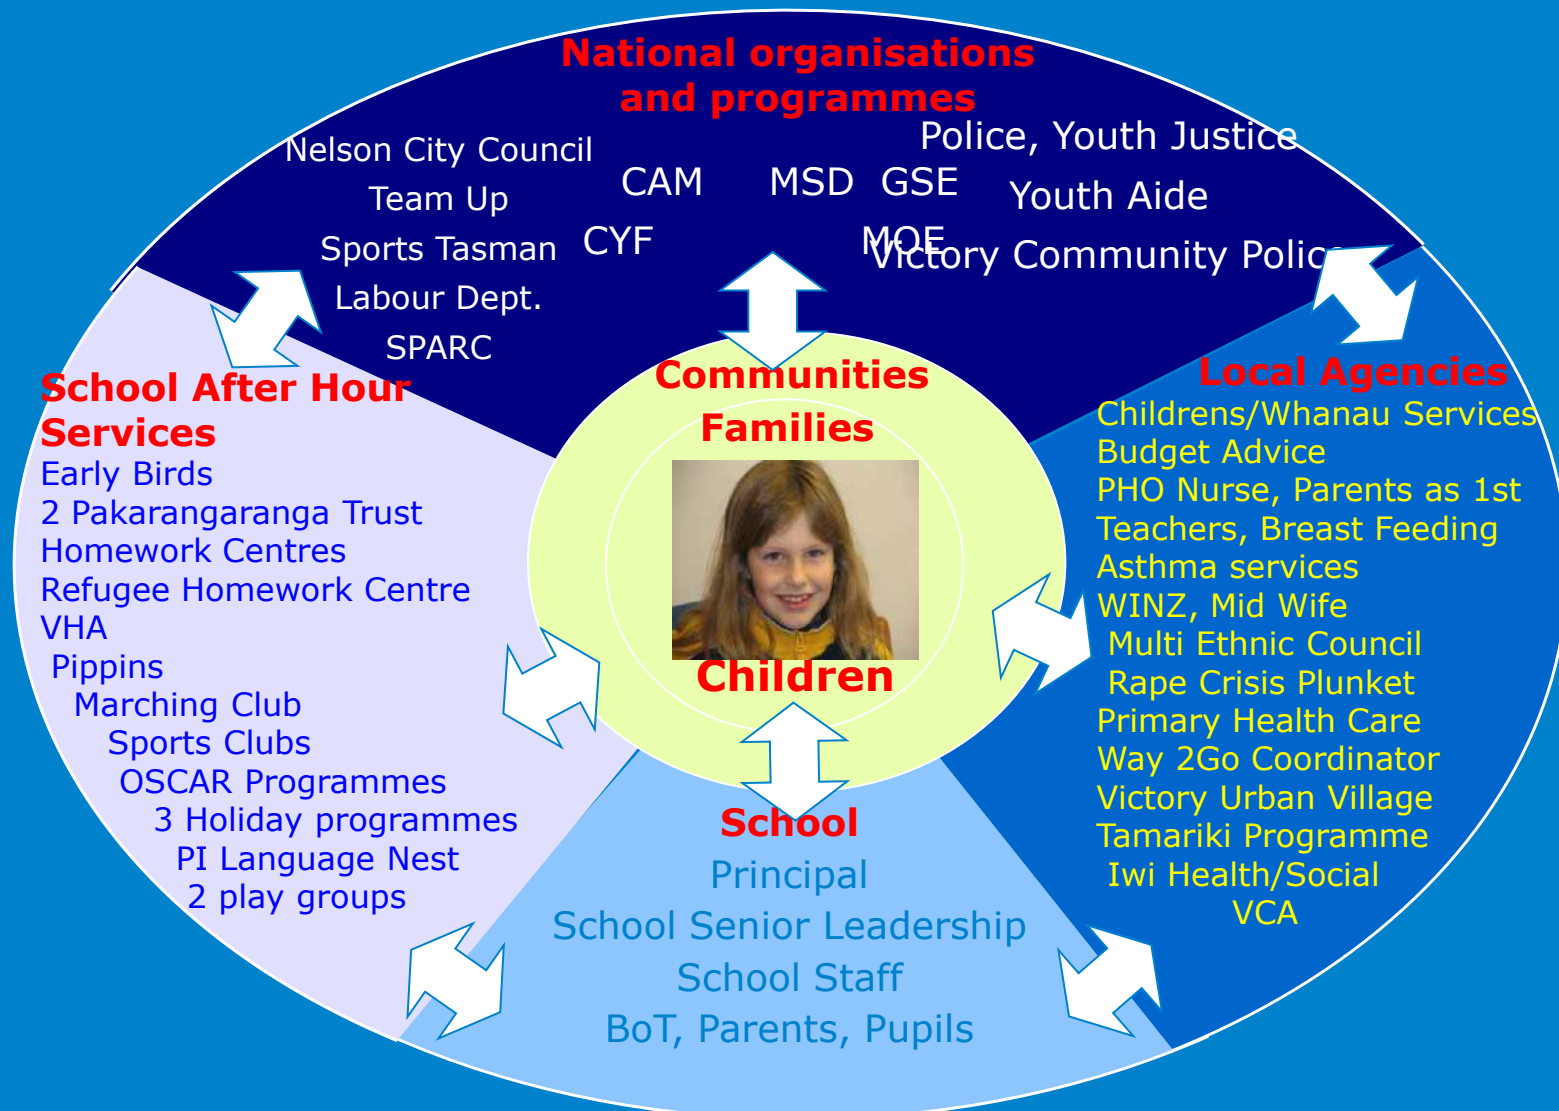 National organisations
and programmes
Nelson City Council
Team Up
Sports Tasman
Labour Dept.
SPARC
CAM MSD GSE
CYF MOE
Police, Youth Justice
Youth Aide
Victory Community Police
School After Hour
Services
Early Birds
2 Pakarangaranga Trust
Homework Centres
Refugee Homework Centre
VHA
Pippins
Marching Club
Sports Clubs
OSCAR Programmes
3 Holiday programmes
PI Language Nest
2 play groups
Communities
Families
Children
Local Agencies
Childrens/Whanau Services
Budget Advice
PHO Nurse, Parents as 1st
Teachers, Breast Feeding
Asthma services
WINZ, Mid Wife
Multi Ethnic Council
Rape Crisis Plunket
Primary Health Care
Way 2Go Coordinator
Victory Urban Village
Tamariki Programme
Iwi Health/Social
VCA
School
Principal
School Senior Leadership
School Staff
BoT, Parents, Pupils